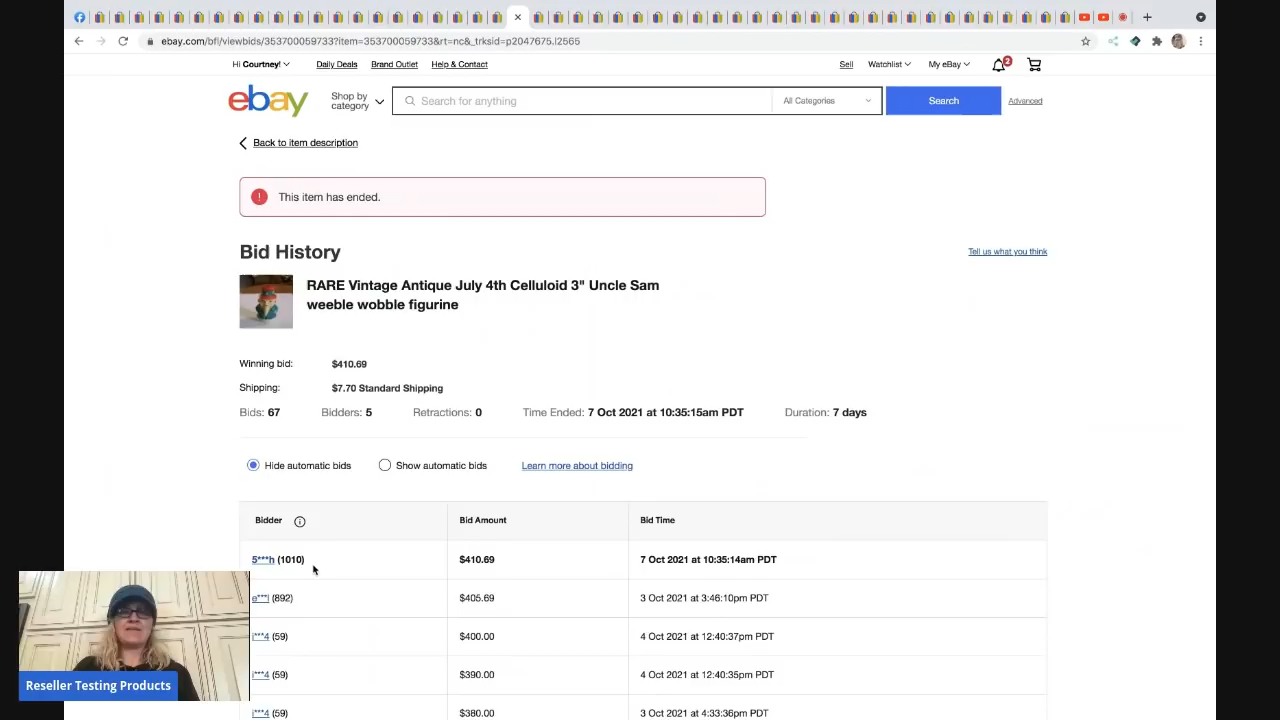 ebay.com/bfl/viewbids/353700059733?item=353700059733&rt=nc&_trksid=p2047675.l2565
Hi Courtney!
Daily Deals
Brand Outlet
Help & Contact
Sell
Watchlist
My eBay
2
ebay
Shop by
category
Search for anything
All Categories
Search
Advanced
Back to item description
This item has ended.
Bid History
Tell us what you think
RARE Vintage Antique July 4th Celluloid 3" Uncle Sam
weeble wobble figurine
Winning bid: $410.69
Shipping: $7.70 Standard Shipping
Bids: 67 Bidders: 5 Retractions: 0 Time Ended: 7 Oct 2021 at 10:35:15am PDT Duration: 7 days
Hide automatic bids Show automatic bids Learn more about bidding
Bidder Bid Amount Bid Time
5***h (1010) $410.69 7 Oct 2021 at 10:35:14am PDT
e***l (892) $405.69 3 Oct 2021 at 3:46:10pm PDT
i***4 (59) $400.00 4 Oct 2021 at 12:40:37pm PDT
i***4 (59) $390.00 4 Oct 2021 at 12:40:35pm PDT
i***4 (59) $380.00 3 Oct 2021 at 4:33:36pm PDT
Reseller Testing Products